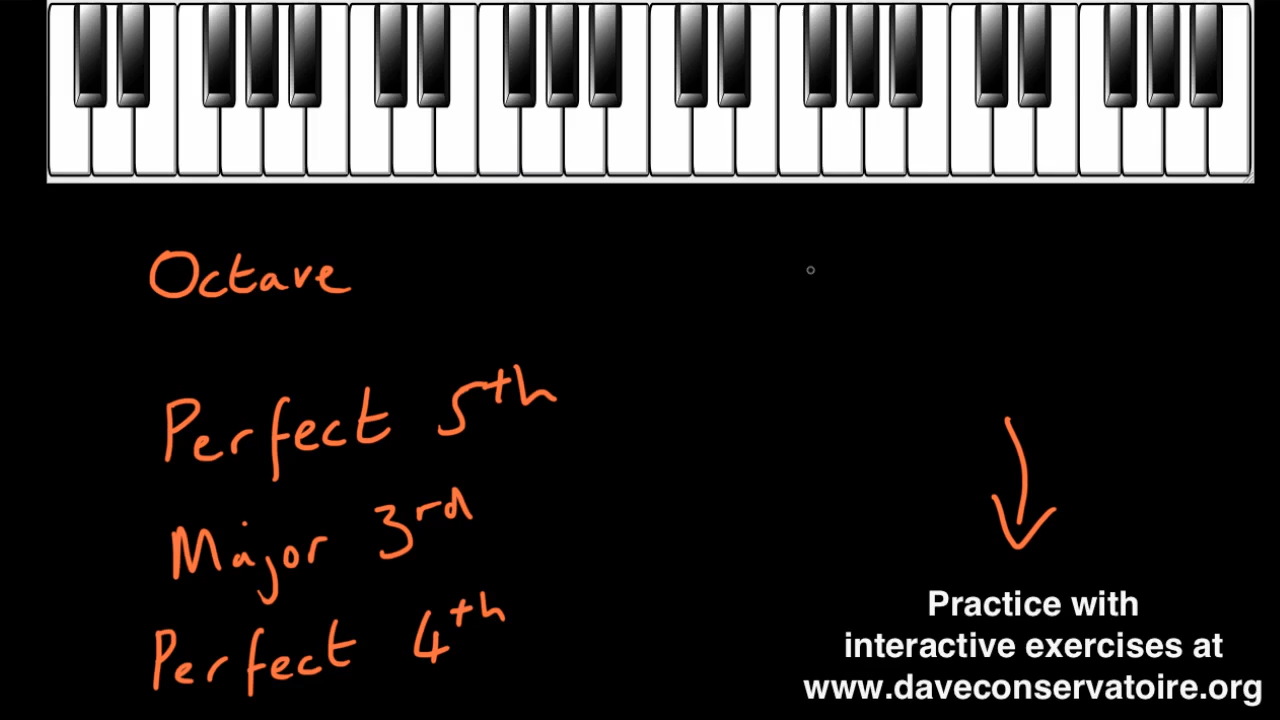 Octave
Perfect 5th
Major 3rd
Perfect 4th
Practice with
interactive exercises at
www.daveconservatoire.org